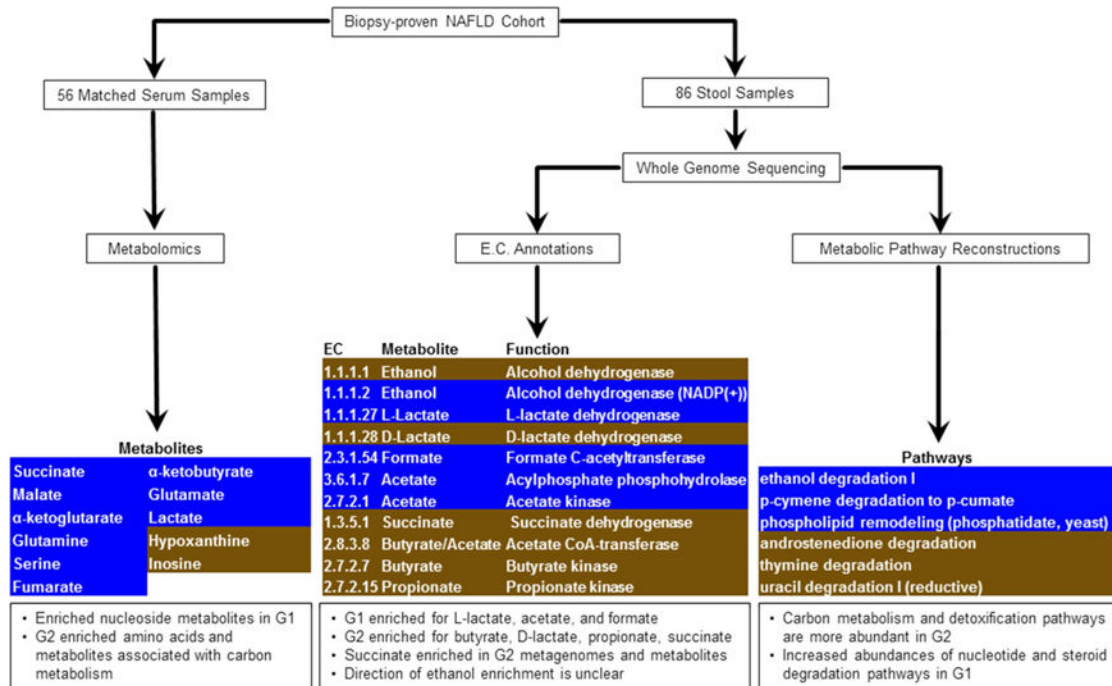 Biopsy-proven NAFLD Cohort
56 Matched Serum Samples
86 Stool Samples
Whole Genome Sequencing
Metabolomics
E.C. Annotations
Metabolic Pathway Reconstructions
Metabolites
Succinate α-ketobutyrate
Malate Glutamate
α-ketoglutarate Lactate
Glutamine Hypoxanthine
Serine Inosine
Fumarate
• Enriched nucleoside metabolites in G1
• G2 enriched amino acids and
metabolites associated with carbon
metabolism
EC Metabolite Function
1.1.1.1 Ethanol Alcohol dehydrogenase
1.1.1.2 Ethanol Alcohol dehydrogenase (NADP(+))
1.1.1.27 L-Lactate L-lactate dehydrogenase
1.1.1.28 D-Lactate D-lactate dehydrogenase
2.3.1.54 Formate Formate C-acetyltransferase
3.6.1.7 Acetate Acylphosphate phosphohydrolase
2.7.2.1 Acetate Acetate kinase
1.3.5.1 Succinate Succinate dehydrogenase
2.8.3.8 Butyrate/Acetate Acetate CoA-transferase
2.7.2.7 Butyrate Butyrate kinase
2.7.2.15 Propionate Propionate kinase
• G1 enriched for L-lactate, acetate, and formate
• G2 enriched for butyrate, D-lactate, propionate, succinate
• Succinate enriched in G2 metagenomes and metabolites
• Direction of ethanol enrichment is unclear
Pathways
ethanol degradation I
p-cymene degradation to p-cumate
phospholipid remodeling (phosphatidate, yeast)
androstenedione degradation
thymine degradation
uracil degradation I (reductive)
• Carbon metabolism and detoxification pathways
are more abundant in G2
• Increased abundances of nucleotide and steroid
degradation pathways in G1